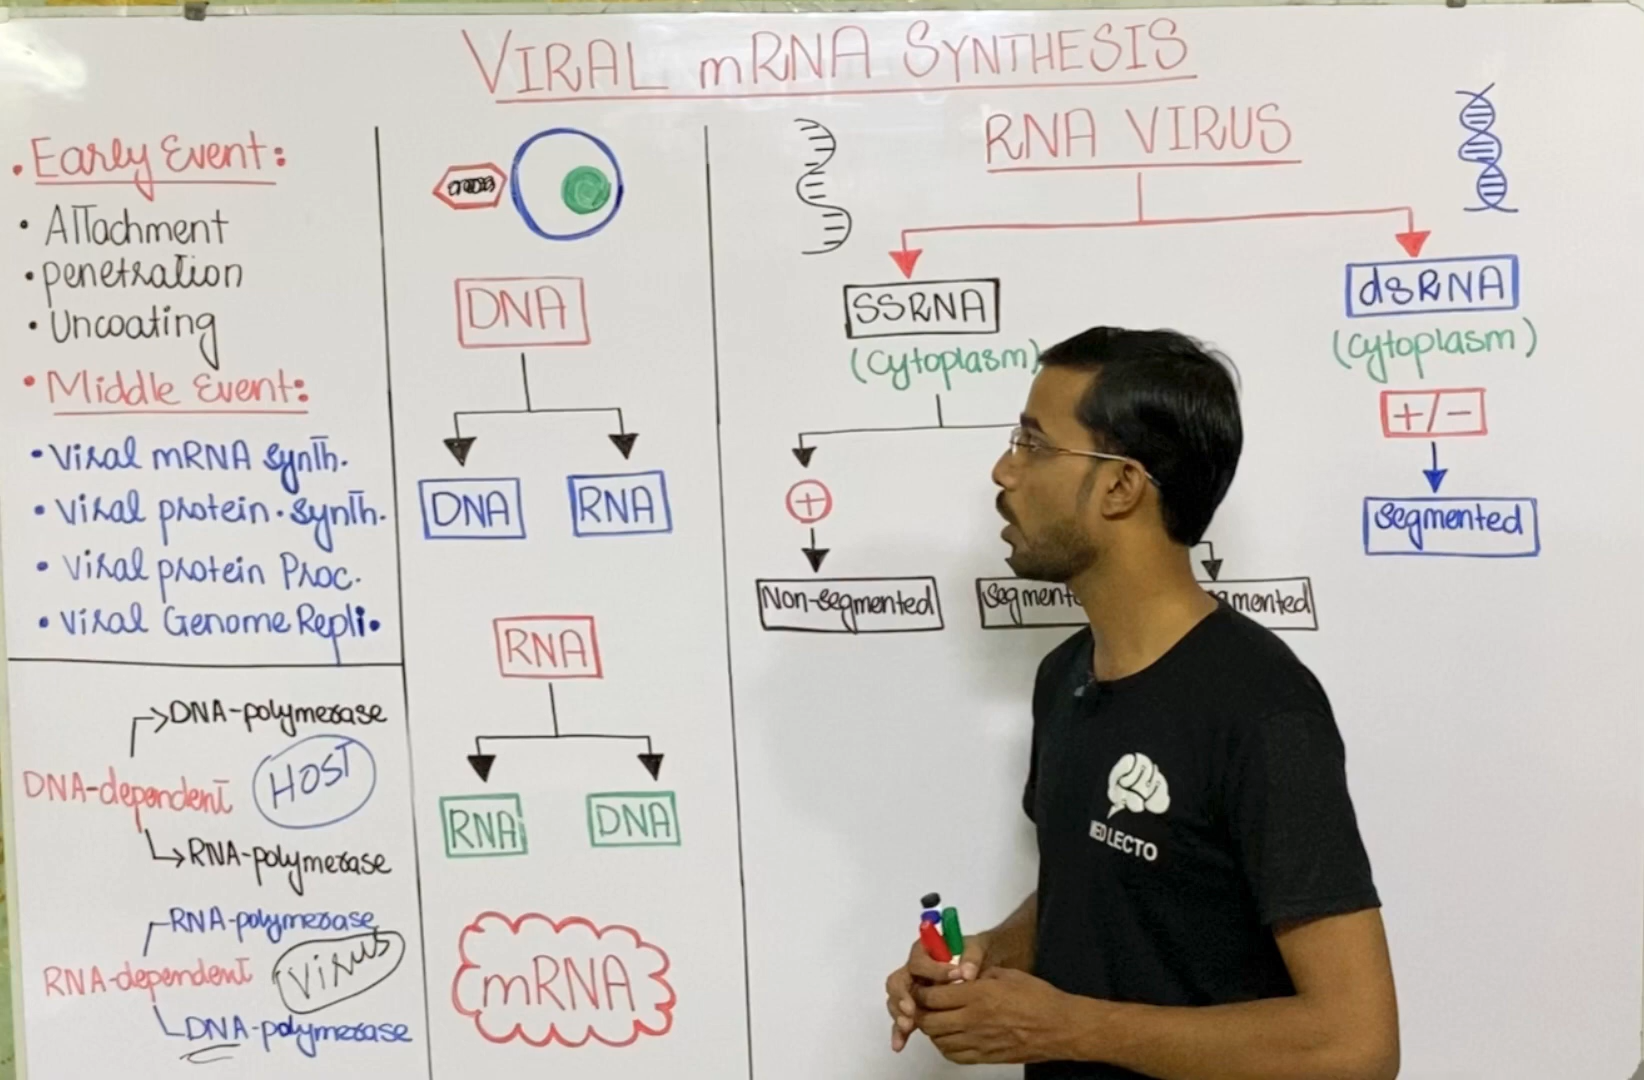 VIRAL mRNA SYNTHESIS
• Early Event:
• Attachment
• penetration
• Uncoating
• Middle Event:
• Viral mRNA Synth.
• Viral protein. synth.
• Viral protein Proc.
• Viral Genome Repli.
DNA-polymerase
DNA-dependent
HOST
RNA-polymerase
RNA-polymerase
RNA-dependent
Virus
DNA-polymerase
DNA
DNA RNA
RNA
RNA DNA
mRNA
RNA VIRUS
SSRNA
(Cytoplasm)
+
Non-segmented
dsRNA
(Cytoplasm)
+/-
segmented
MED LECTO